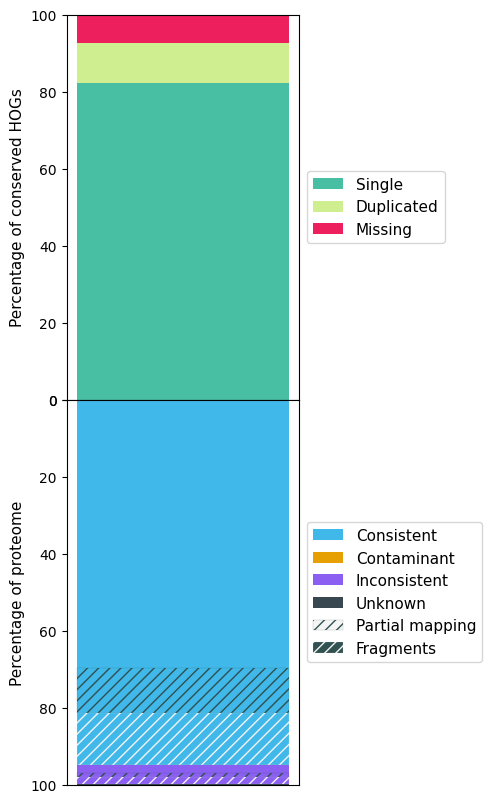 100
80
60
40
20
0
Percentage of conserved HOGs
Single
Duplicated
Missing
0
20
40
60
80
100
Percentage of proteome
Consistent
Contaminant
Inconsistent
Unknown
Partial mapping
Fragments